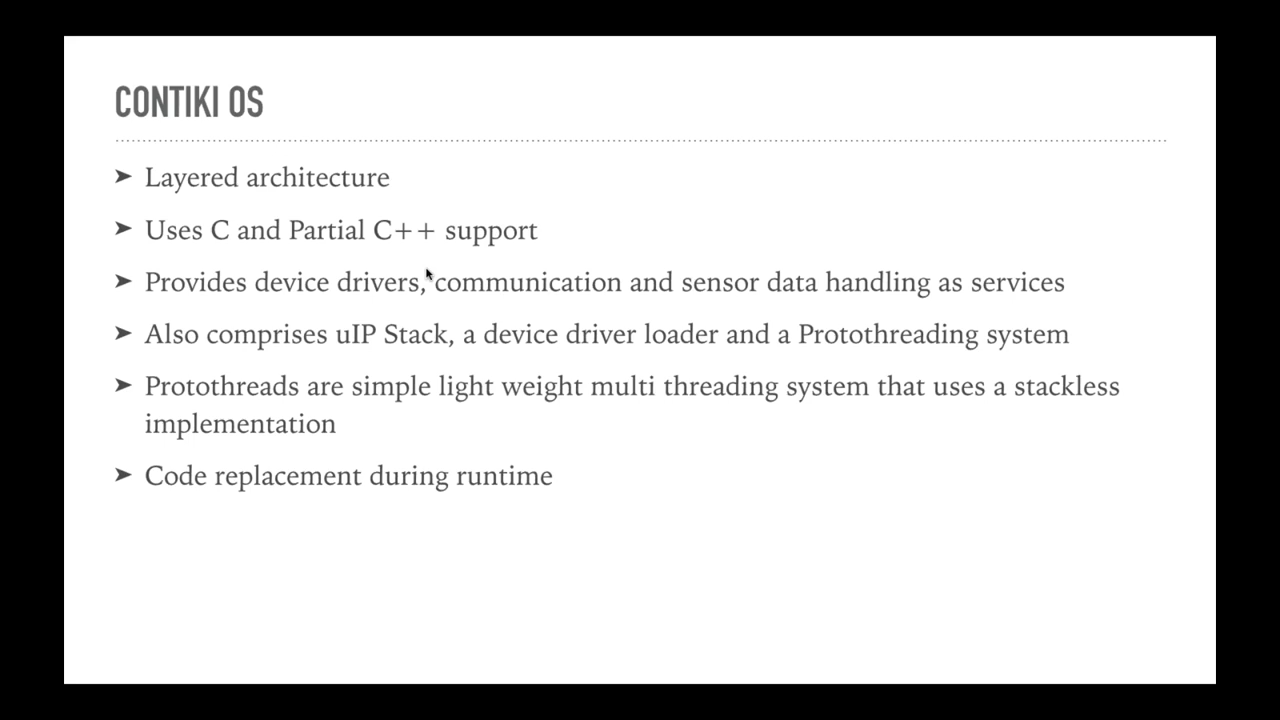 CONTIKI OS
➤ Layered architecture
➤ Uses C and Partial C++ support
➤ Provides device drivers, communication and sensor data handling as services
➤ Also comprises uIP Stack, a device driver loader and a Protothreading system
➤ Protothreads are simple light weight multi threading system that uses a stackless
implementation
➤ Code replacement during runtime